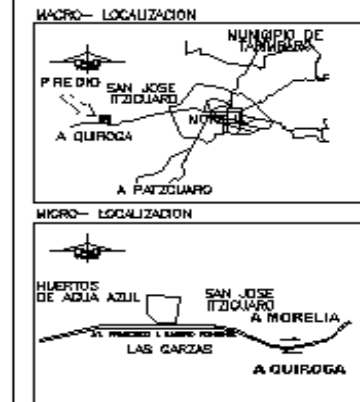 MACRO- LOCALIZACION
MUNICIPIO DE
TARIMBARO
PREDIO
SAN JOSE
ITZICUARO
A QUIROGA
A PATZCUARO
MICRO- LOCALIZACION
HUERTOS
DE AGUA AZUL
SAN JOSE
ITZICUARO
A MORELIA
LAS GARZAS
A QUIROGA